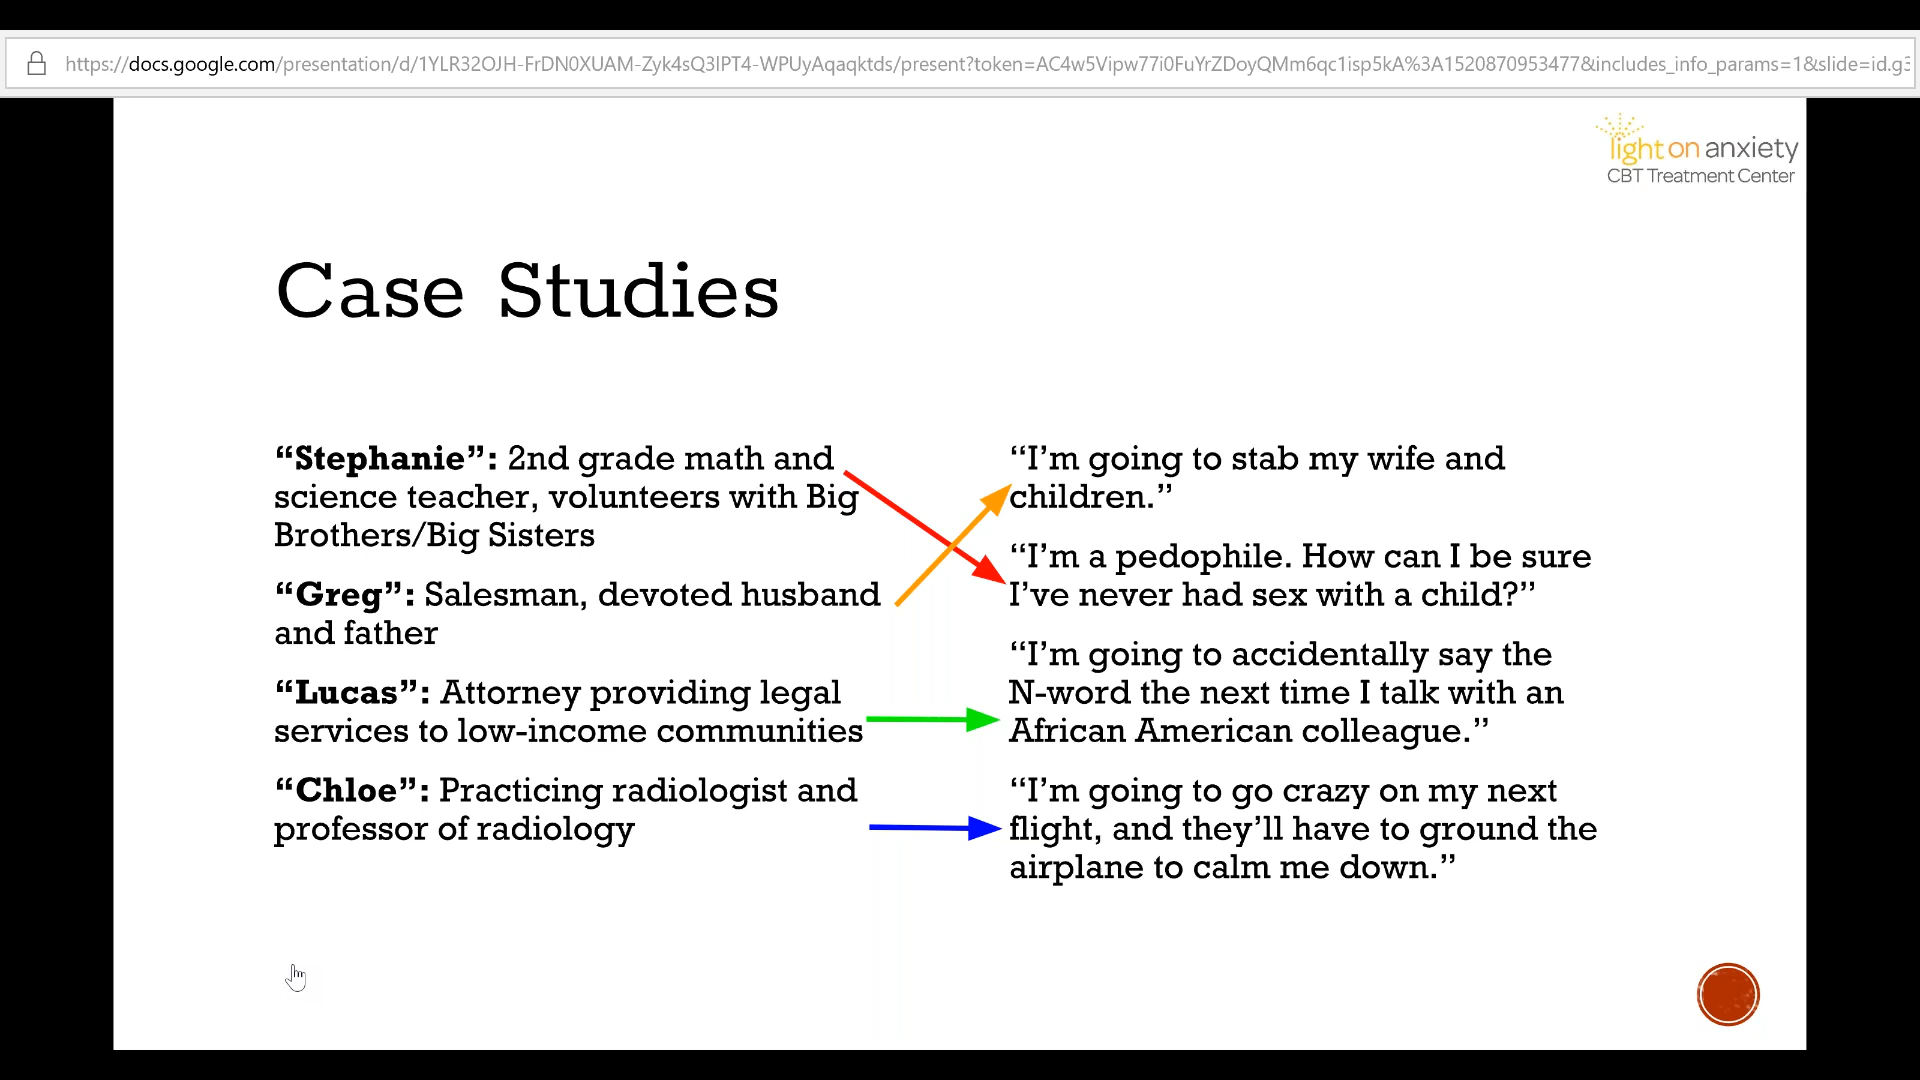 https://docs.google.com/presentation/d/1YLR32OJH-FrDN0XUAM-Zyk4sQ3lPT4-WPUyAqaqktds/present?token=AC4w5Vipw77i0FuYrZDoyQMm6qc1isp5kA%3A1520870953477&includes_info_params=1&slide=id.g3
light on anxiety
CBT Treatment Center
Case Studies
“Stephanie”: 2nd grade math and
science teacher, volunteers with Big
Brothers/Big Sisters
“Greg”: Salesman, devoted husband
and father
“Lucas”: Attorney providing legal
services to low-income communities
“Chloe”: Practicing radiologist and
professor of radiology
“I’m going to stab my wife and
children.”
“I’m a pedophile. How can I be sure
I’ve never had sex with a child?”
“I’m going to accidentally say the
N-word the next time I talk with an
African American colleague.”
“I’m going to go crazy on my next
flight, and they’ll have to ground the
airplane to calm me down.”